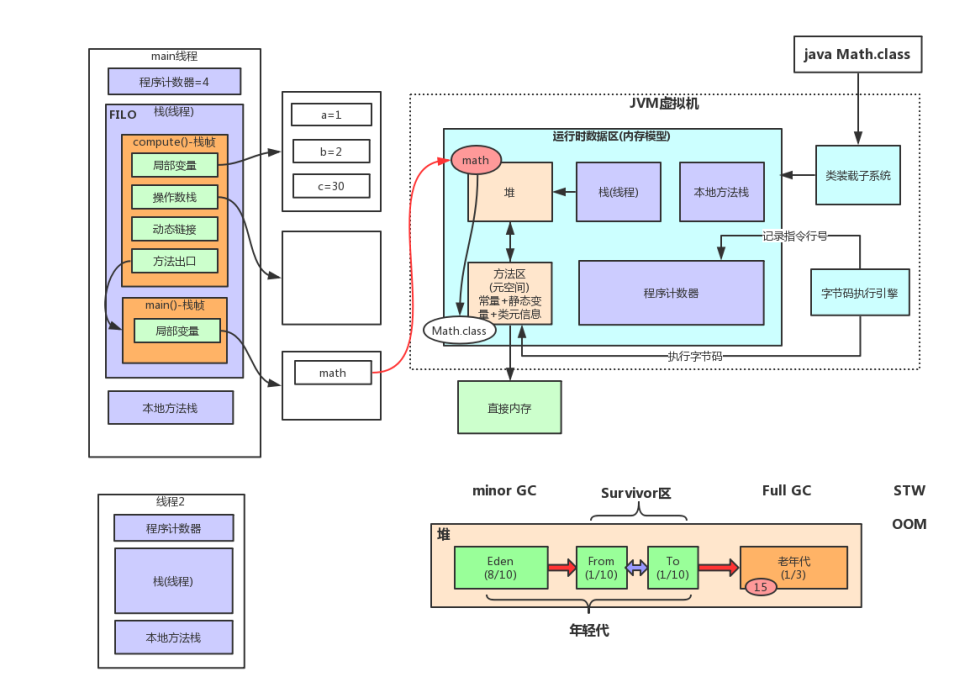 main线程
程序计数器=4
FILO
栈(线程)
compute()-栈帧
局部变量
操作数栈
动态链接
方法出口
main()-栈帧
局部变量
本地方法栈
a=1
b=2
c=30
math
java Math.class
JVM虚拟机
运行时数据区(内存模型)
math
堆
栈(线程)
本地方法栈
类装载子系统
记录指令行号
方法区
(元空间)
常量+静态变
量+类元信息
程序计数器
字节码执行引擎
Math.class
执行字节码
直接内存
线程2
程序计数器
栈(线程)
本地方法栈
minor GC
Survivor区
Full GC
STW
OOM
堆
Eden
(8/10)
From
(1/10)
To
(1/10)
老年代
(1/3)
15
年轻代